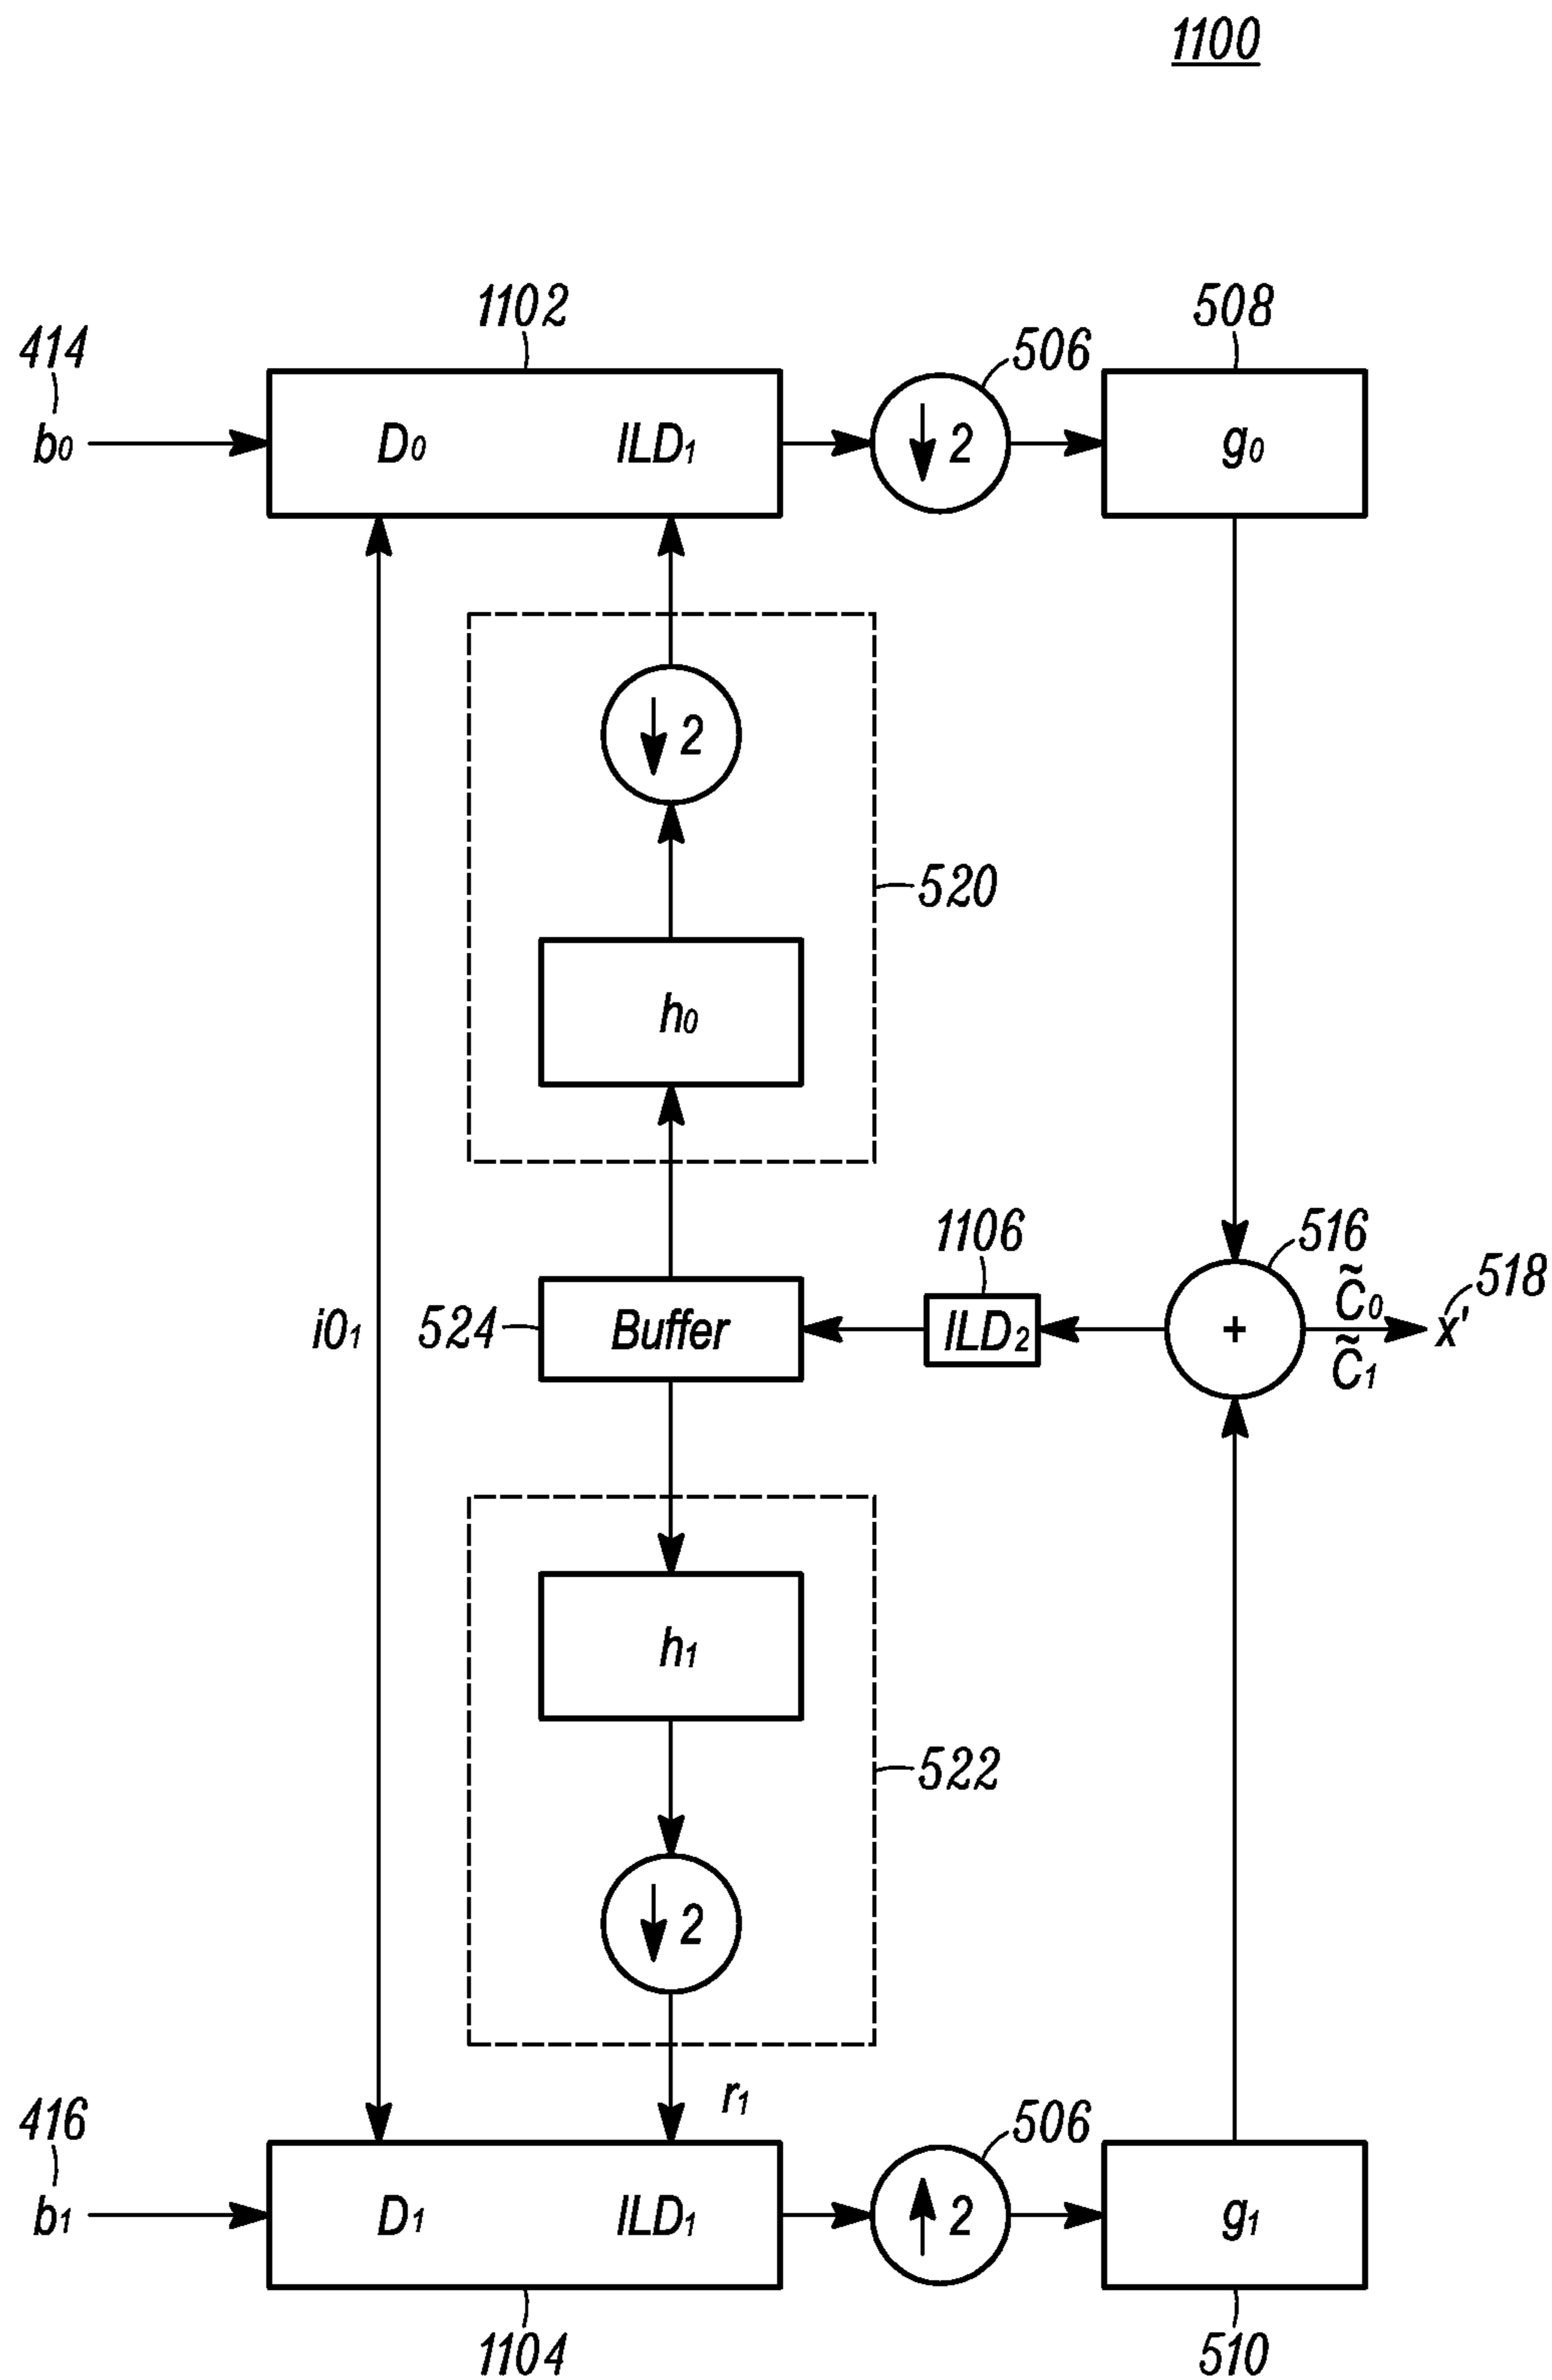 1100
1102
508
414
506
b0
D0 ILD1
↓ 2
g0
↓ 2
520
h0
1106
516
C̃0
518
i01
524
Buffer
ILD2
+
x'
C̃1
h1
522
↓ 2
r1
416
506
b1
D1 ILD1
↑ 2
g1
1104
510